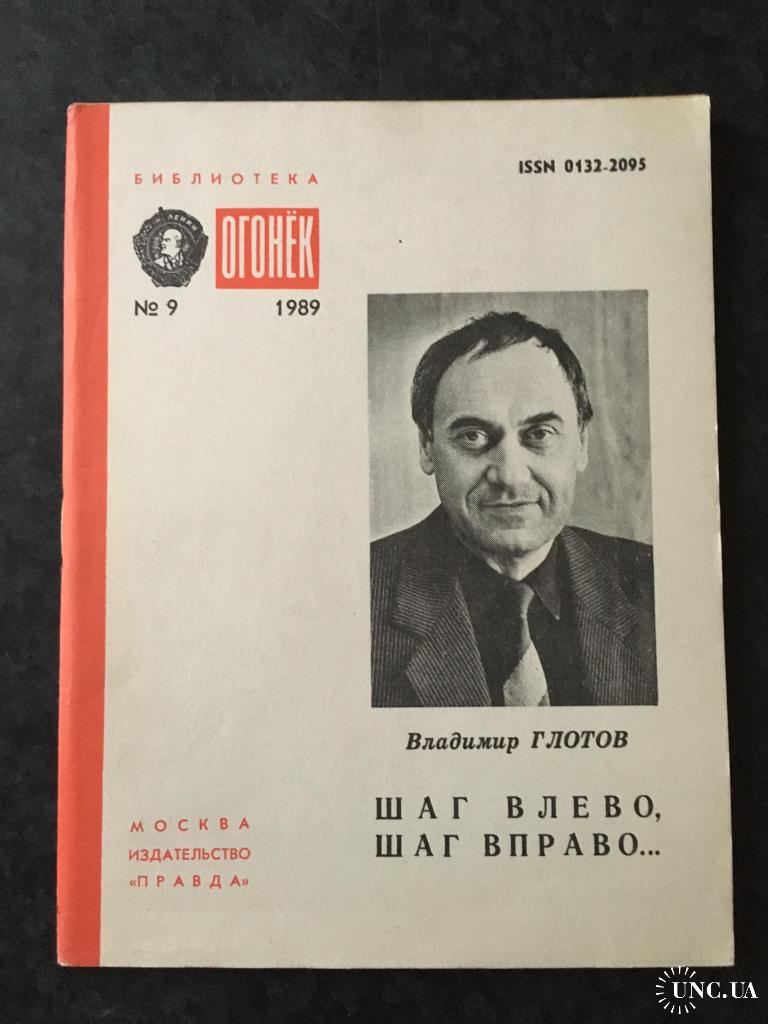 БИБЛИОТЕКА
ISSN 0132-2095
ЛЕНИН
ОГОНЁК
№ 9 1989
Владимир ГЛОТОВ
ШАГ ВЛЕВО,
ШАГ ВПРАВО...
МОСКВА
ИЗДАТЕЛЬСТВО
«ПРАВДА»
UNC.UA